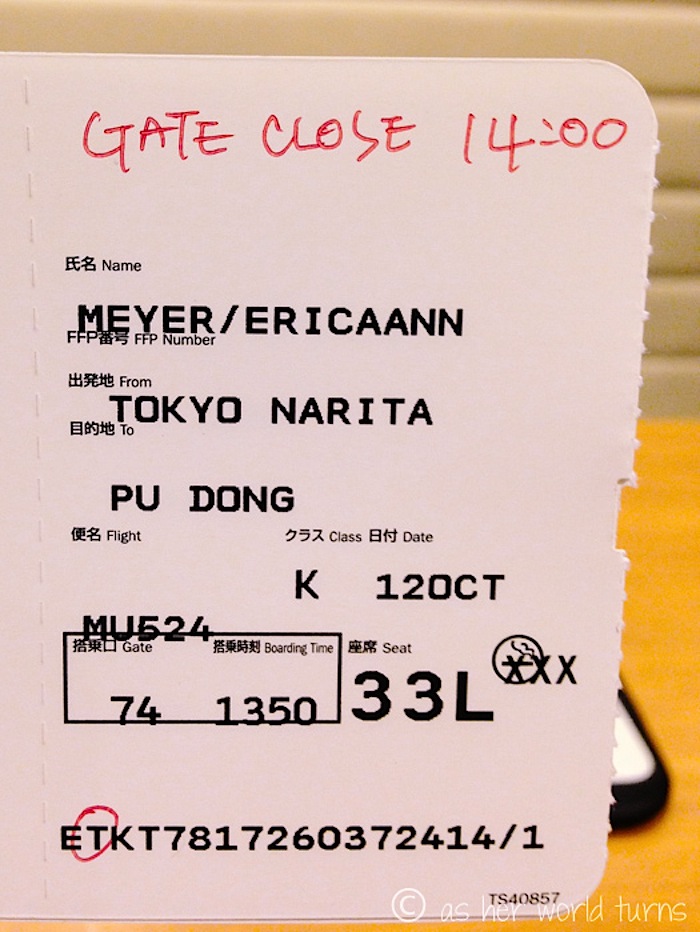 GATE CLOSE 14:00
氏名 Name
MEYER/ERICAANN
FFP番号 FFP Number
出発地 From
TOKYO NARITA
目的地 To
PU DONG
便名 Flight クラス Class 日付 Date
K 12OCT
MU524
搭乗口 Gate 搭乗時刻 Boarding Time 座席 Seat
XXX
74 1350 33L
ETKT7817260372414/1
TS40857
© as her world turns